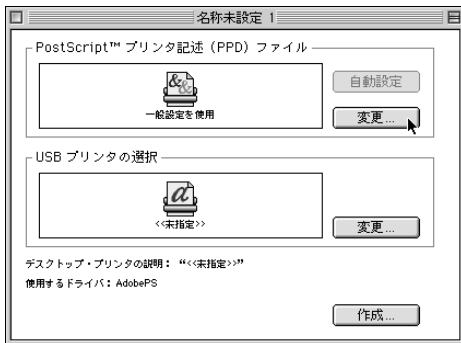 名称未設定 1
PostScript™ プリンタ記述（PPD）ファイル
自動設定
一般設定を使用
変更...
USB プリンタの選択
<<未指定>>
変更...
デスクトップ・プリンタの説明： “<<未指定>>”
使用するドライバ：AdobePS
作成...